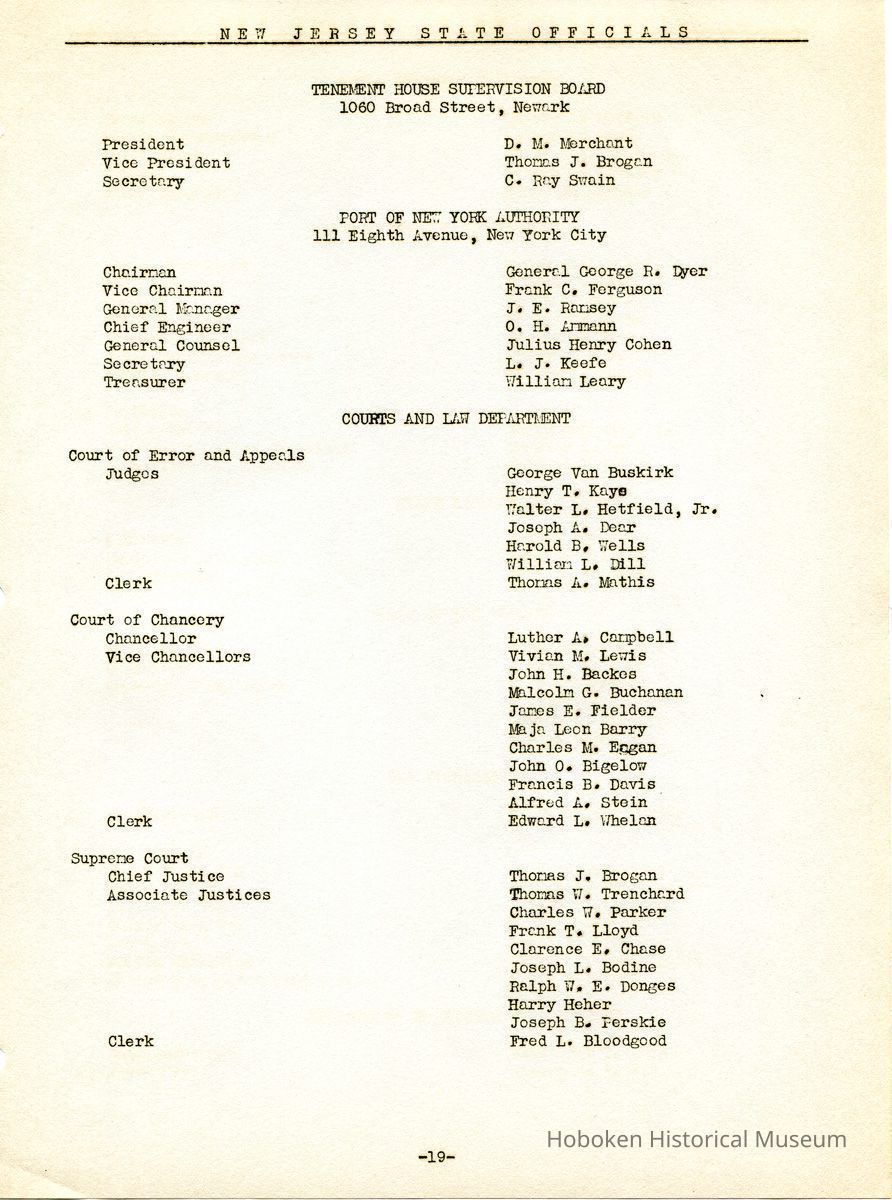 NEW JERSEY STATE OFFICIALS
TENEMENT HOUSE SUPERVISION BOARD
1060 Broad Street, Newark
President D. M. Merchant
Vice President Thomas J. Brogan
Secretary C. Ray Swain
PORT OF NEW YORK AUTHORITY
111 Eighth Avenue, New York City
Chairman General George R. Dyer
Vice Chairman Frank C. Ferguson
General Manager J. E. Ramsey
Chief Engineer O. H. Ammann
General Counsel Julius Henry Cohen
Secretary L. J. Keefe
Treasurer William Leary
COURTS AND LAW DEPARTMENT
Court of Error and Appeals
Judges George Van Buskirk
Henry T. Kays
Walter L. Hetfield, Jr.
Joseph A. Dear
Harold B. Wells
William L. Dill
Clerk Thomas A. Mathis
Court of Chancery
Chancellor Luther A. Campbell
Vice Chancellors Vivian M. Lewis
John H. Backes
Malcolm G. Buchanan
James E. Fielder
Maja Leon Barry
Charles M. Eggan
John O. Bigelow
Francis B. Davis
Alfred A. Stein
Clerk Edward L. Whelan
Supreme Court
Chief Justice Thomas J. Brogan
Associate Justices Thomas W. Trenchard
Charles W. Parker
Frank T. Lloyd
Clarence E. Chase
Joseph L. Bodine
Ralph W. E. Donges
Harry Heher
Joseph B. Perskie
Clerk Fred L. Bloodgood
Hoboken Historical Museum
-19-